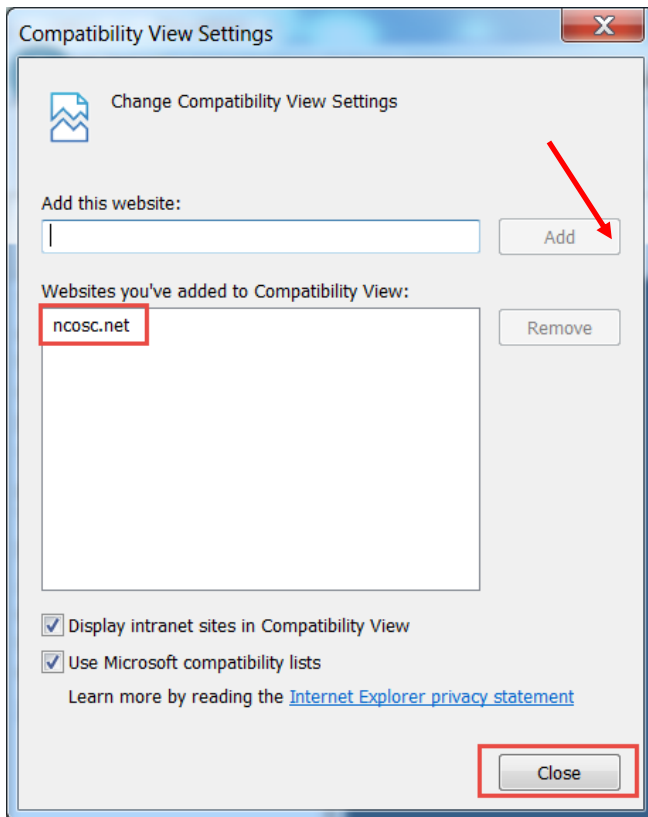 Compatibility View Settings
X
Change Compatibility View Settings
Add this website:
Add
Websites you've added to Compatibility View:
ncosc.net
Remove
Display intranet sites in Compatibility View
Use Microsoft compatibility lists
Learn more by reading the Internet Explorer privacy statement
Close